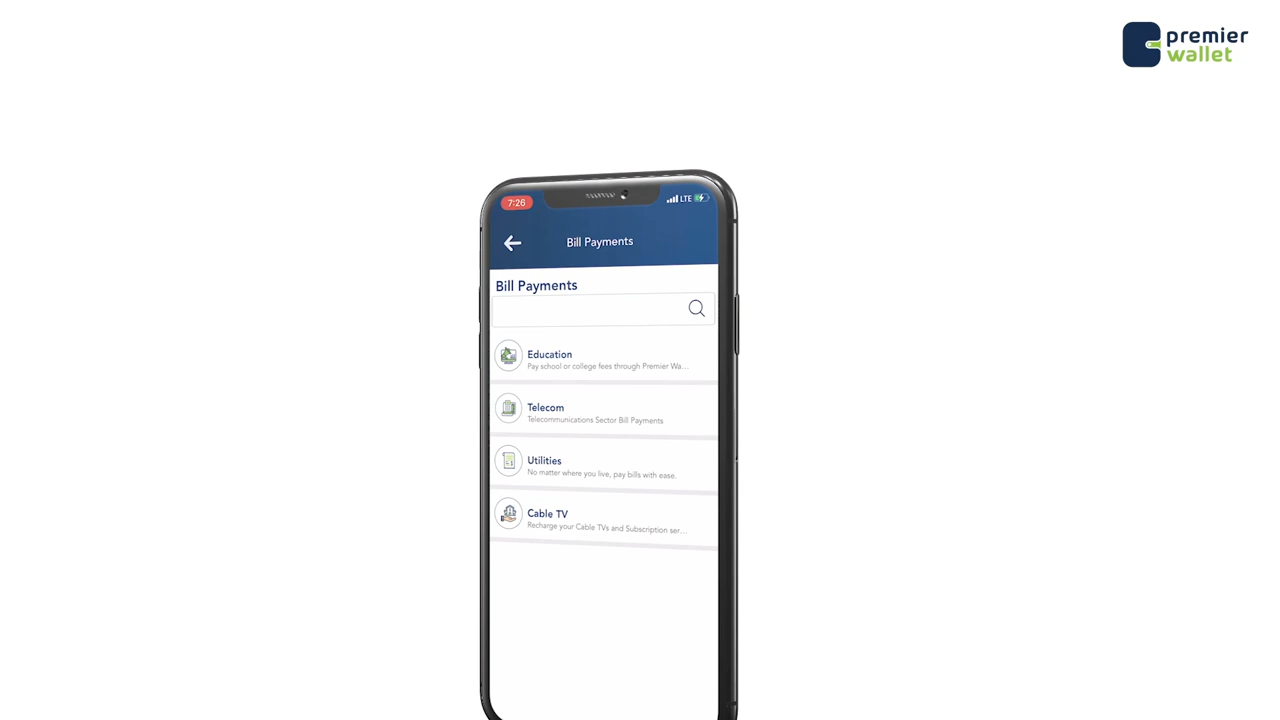 premier
wallet
7:26
LTE
Bill Payments
Bill Payments
Education
Pay school or college fees through Premier Wa...
Telecom
Telecommunications Sector Bill Payments
Utilities
No matter where you live, pay bills with ease.
Cable TV
Recharge your Cable TVs and Subscription ser...